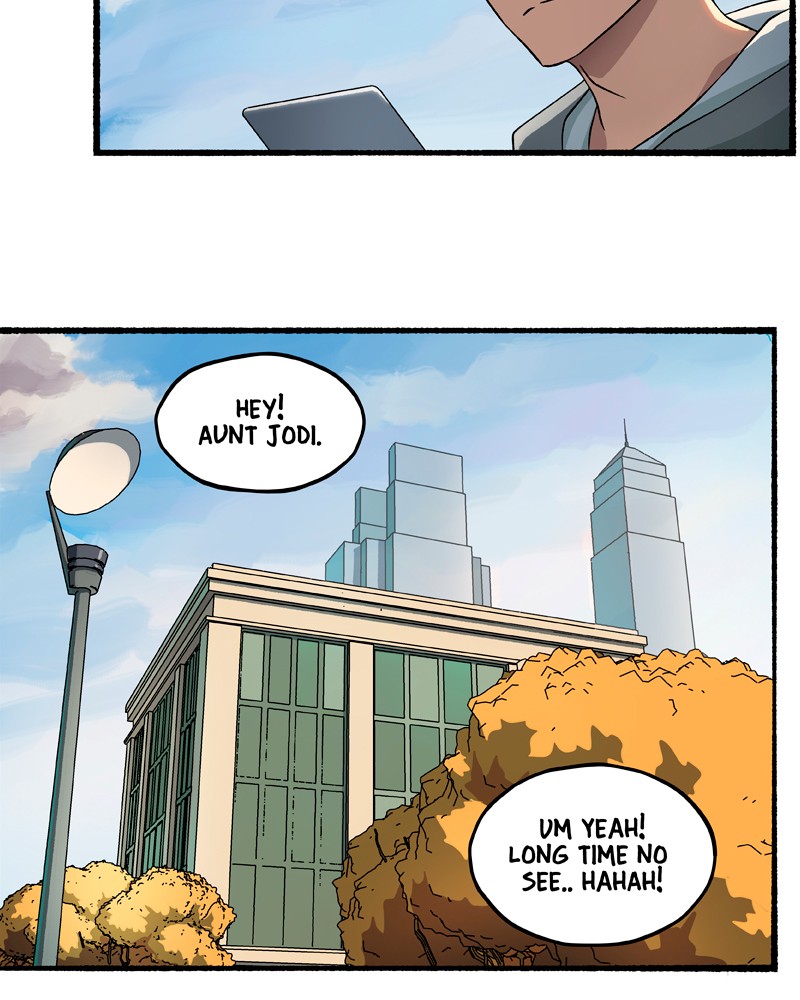 HEY!
AUNT JODI.
UM YEAH!
LONG TIME NO
SEE.. HAHAH!